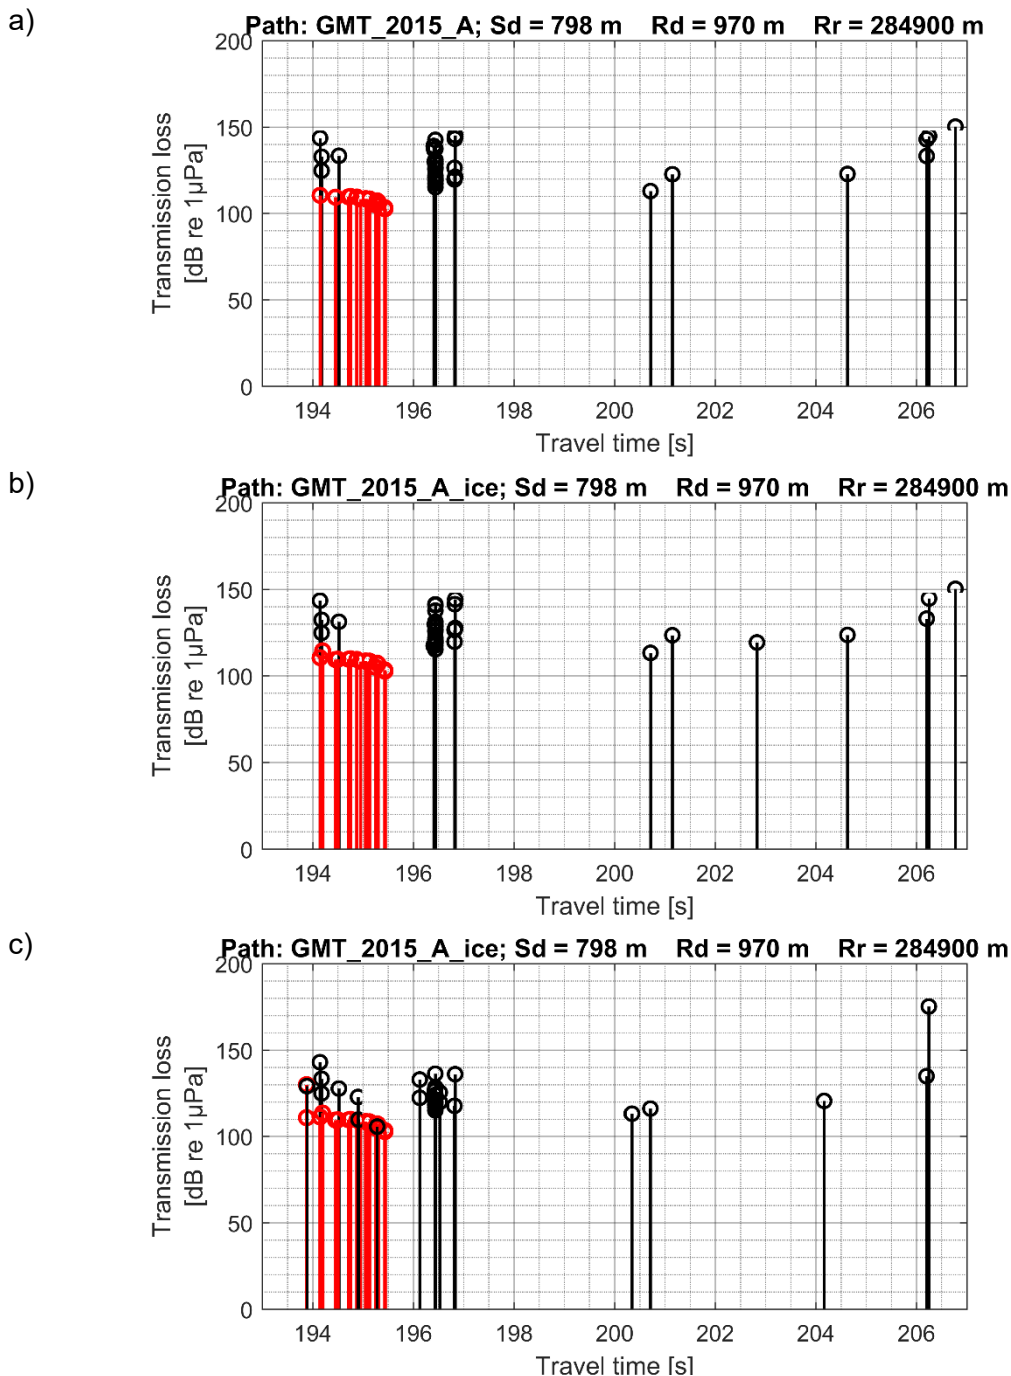 a)
Path: GMT_2015_A; Sd = 798 m Rd = 970 m Rr = 284900 m
200
150
100
50
0
Transmission loss
[dB re 1µPa]
194 196 198 200 202 204 206
Travel time [s]
b)
Path: GMT_2015_A_ice; Sd = 798 m Rd = 970 m Rr = 284900 m
200
150
100
50
0
Transmission loss
[dB re 1µPa]
194 196 198 200 202 204 206
Travel time [s]
c)
Path: GMT_2015_A_ice; Sd = 798 m Rd = 970 m Rr = 284900 m
200
150
100
50
0
Transmission loss
[dB re 1µPa]
194 196 198 200 202 204 206
Travel time [s]